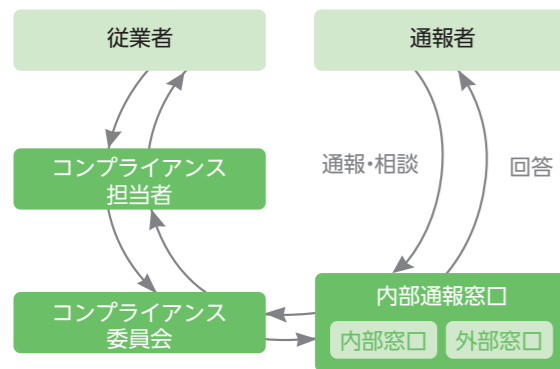 従業者
通報者
コンプライアンス
担当者
通報・相談
回答
コンプライアンス
委員会
内部通報窓口
内部窓口
外部窓口